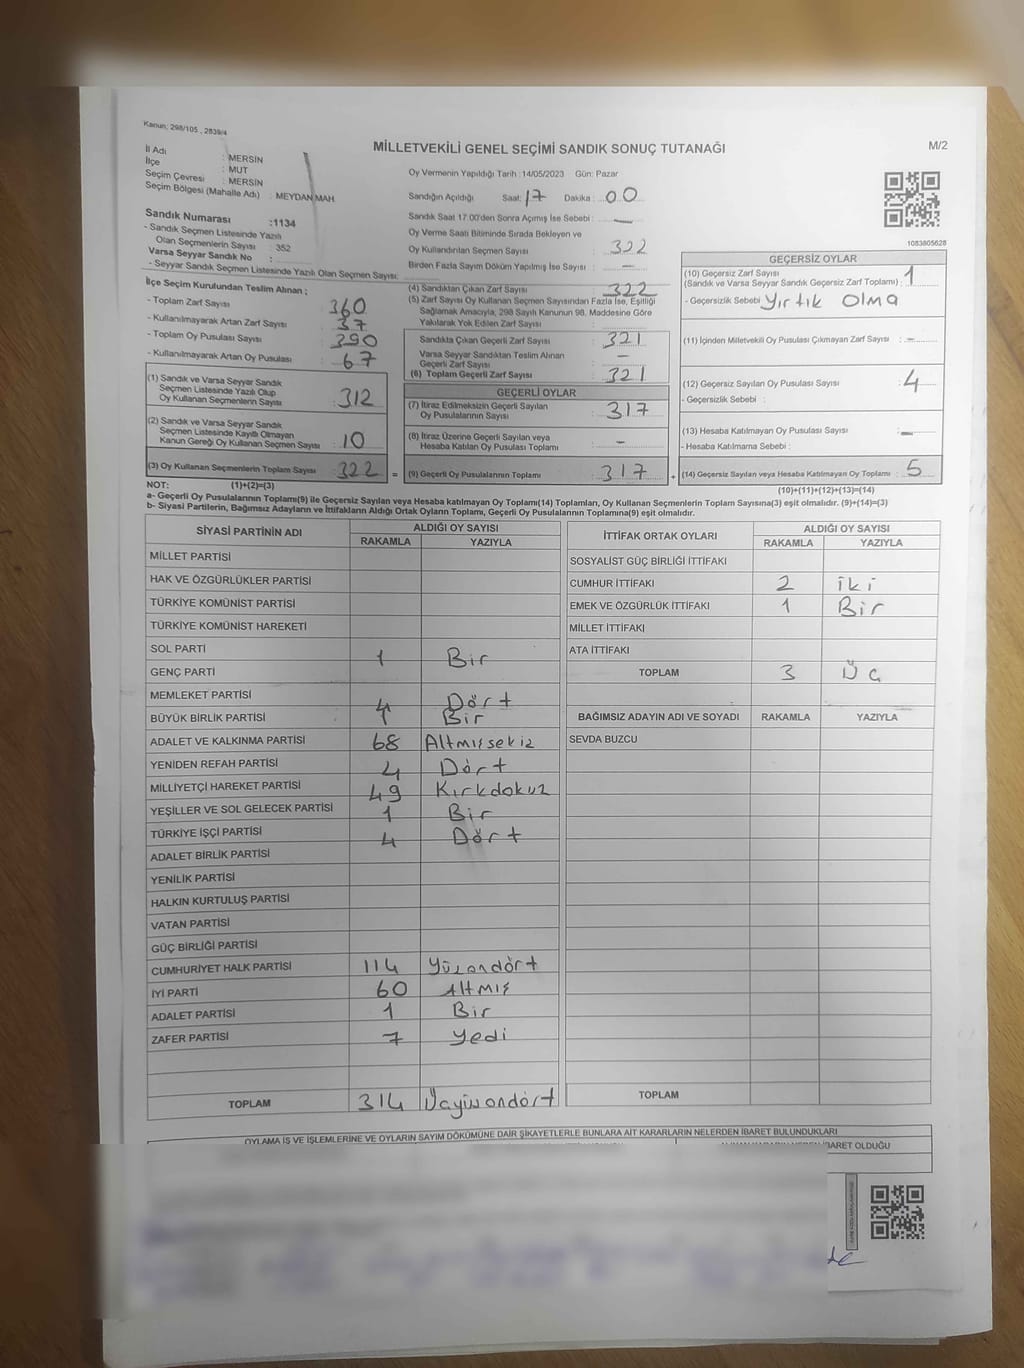 Kanun; 298/105 , 2839/4
MİLLETVEKİLİ GENEL SEÇİMİ SANDIK SONUÇ TUTANAĞI
M/2
İl Adı : MERSİN
İlçe : MUT
Seçim Çevresi : MERSİN
Seçim Bölgesi (Mahalle Adı) : MEYDAN MAH.
Sandık Numarası :1134
- Sandık Seçmen Listesinde Yazılı
Olan Seçmenlerin Sayısı : 352
Varsa Seyyar Sandık No :
- Seyyar Sandık Seçmen Listesinde Yazılı Olan Seçmen Sayısı:
Oy Vermenin Yapıldığı Tarih :14/05/2023 Gün: Pazar
Sandığın Açıldığı Saat: 17 Dakika : 00
Sandık Saat 17.00'den Sonra Açımış İse Sebebi : —
Oy Verme Saati Bitiminde Sırada Bekleyen ve
Oy Kullandırılan Seçmen Sayısı : 322
Birden Fazla Sayım Döküm Yapılmış İse Sayısı : —
1083805628
İlçe Seçim Kurulundan Teslim Alınan ;
- Toplam Zarf Sayısı : 360
- Kullanılmayarak Artan Zarf Sayısı : 37
- Toplam Oy Pusulası Sayısı : 390
- Kullanılmayarak Artan Oy Pusulası : 67
(1) Sandık ve Varsa Seyyar Sandık
Seçmen Listesinde Yazılı Olup
Oy Kullanan Seçmenlerin Sayısı : 312
(2) Sandık ve Varsa Seyyar Sandık
Seçmen Listesinde Kayıtlı Olmayan
Kanun Gereği Oy Kullanan Seçmen Sayısı : 10
(3) Oy Kullanan Seçmenlerin Toplam Sayısı : 322 =
(4) Sandıktan Çıkan Zarf Sayısı : 322
(5) Zarf Sayısı Oy Kullanan Seçmen Sayısından Fazla İse, Eşitliği
Sağlamak Amacıyla, 298 Sayılı Kanunun 98. Maddesine Göre
Yakılarak Yok Edilen Zarf Sayısı :
Sandıkta Çıkan Geçerli Zarf Sayısı : 321
Varsa Seyyar Sandıktan Teslim Alınan
Geçerli Zarf Sayısı : —
(6) Toplam Geçerli Zarf Sayısı : 321
GEÇERLİ OYLAR
(7) İtiraz Edilmeksizin Geçerli Sayılan
Oy Pusulalarının Sayısı : 317
(8) İtiraz Üzerine Geçerli Sayılan veya
Hesaba Katılan Oy Pusulaları Toplamı : —
(9) Geçerli Oy Pusulalarının Toplamı : 317 +
GEÇERSİZ OYLAR
(10) Geçersiz Zarf Sayısı
(Sandık ve Varsa Seyyar Sandık Geçersiz Zarf Toplamı) : 1
- Geçersizlik Sebebi : Yırtık Olma
(11) İçinden Milletvekili Oy Pusulası Çıkmayan Zarf Sayısı : —
(12) Geçersiz Sayılan Oy Pusulası Sayısı : 4
- Geçersizlik Sebebi :
(13) Hesaba Katılmayan Oy Pusulası Sayısı : —
- Hesaba Katılmama Sebebi :
(14) Geçersiz Sayılan veya Hesaba Katılmayan Oy Toplamı : 5
NOT: (1)+(2)=(3)
(10)+(11)+(12)+(13)=(14)
a- Geçerli Oy Pusulalarının Toplamı(9) ile Geçersiz Sayılan veya Hesaba katılmayan Oy Toplamı(14) Toplamları, Oy Kullanan Seçmenlerin Toplam Sayısına(3) eşit olmalıdır. (9)+(14)=(3)
b- Siyasi Partilerin, Bağımsız Adayların ve İttifakların Aldığı Ortak Oyların Toplamı, Geçerli Oy Pusulalarının Toplamına(9) eşit olmalıdır.
SİYASİ PARTİNİN ADI ALDIĞI OY SAYISI
RAKAMLA YAZIYLA
MİLLET PARTİSİ
HAK VE ÖZGÜRLÜKLER PARTİSİ
TÜRKİYE KOMÜNİST PARTİSİ
TÜRKİYE KOMÜNİST HAREKETİ
SOL PARTİ 1 Bir
GENÇ PARTİ
MEMLEKET PARTİSİ 4 Dört
BÜYÜK BİRLİK PARTİSİ 1 Bir
ADALET VE KALKINMA PARTİSİ 68 Altmışsekiz
YENİDEN REFAH PARTİSİ 4 Dört
MİLLİYETÇİ HAREKET PARTİSİ 49 Kırkdokuz
YEŞİLLER VE SOL GELECEK PARTİSİ 1 Bir
TÜRKİYE İŞÇİ PARTİSİ 4 Dört
ADALET BİRLİK PARTİSİ
YENİLİK PARTİSİ
HALKIN KURTULUŞ PARTİSİ
VATAN PARTİSİ
GÜÇ BİRLİĞİ PARTİSİ
CUMHURİYET HALK PARTİSİ 114 Yüzondört
İYİ PARTİ 60 Altmış
ADALET PARTİSİ 1 Bir
ZAFER PARTİSİ 7 Yedi
TOPLAM 314 Üçyüzondört
İTTİFAK ORTAK OYLARI ALDIĞI OY SAYISI
RAKAMLA YAZIYLA
SOSYALİST GÜÇ BİRLİĞİ İTTİFAKI
CUMHUR İTTİFAKI 2 iki
EMEK VE ÖZGÜRLÜK İTTİFAKI 1 Bir
MİLLET İTTİFAKI
ATA İTTİFAKI
TOPLAM 3 Üç
BAĞIMSIZ ADAYIN ADI VE SOYADI RAKAMLA YAZIYLA
SEVDA BUZCU
TOPLAM
OYLAMA İŞ VE İŞLEMLERİNE VE OYLARIN SAYIM DÖKÜMÜNE DAİR ŞİKAYETLERLE BUNLARA AİT KARARLARIN NELERDEN İBARET BULUNDUKLARI
İBARET OLDUĞU